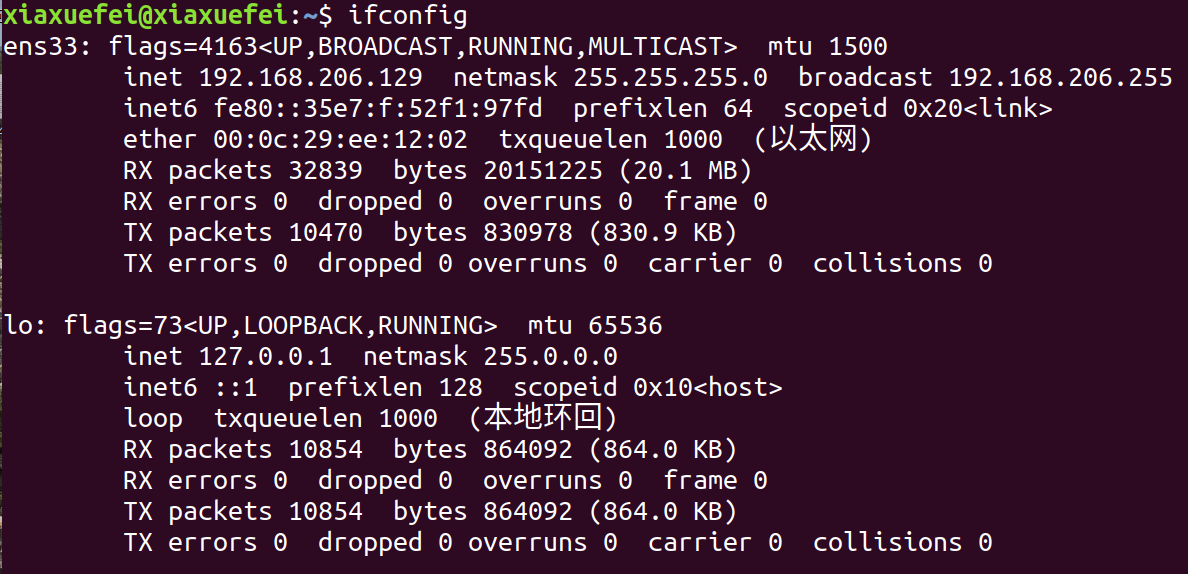 xiaxuefei@xiaxuefei:~$ ifconfig
ens33: flags=4163<UP,BROADCAST,RUNNING,MULTICAST>  mtu 1500
        inet 192.168.206.129  netmask 255.255.255.0  broadcast 192.168.206.255
        inet6 fe80::35e7:f:52f1:97fd  prefixlen 64  scopeid 0x20<link>
        ether 00:0c:29:ee:12:02  txqueuelen 1000  (以太网)
        RX packets 32839  bytes 20151225 (20.1 MB)
        RX errors 0  dropped 0  overruns 0  frame 0
        TX packets 10470  bytes 830978 (830.9 KB)
        TX errors 0  dropped 0 overruns 0  carrier 0  collisions 0

lo: flags=73<UP,LOOPBACK,RUNNING>  mtu 65536
        inet 127.0.0.1  netmask 255.0.0.0
        inet6 ::1  prefixlen 128  scopeid 0x10<host>
        loop  txqueuelen 1000  (本地环回)
        RX packets 10854  bytes 864092 (864.0 KB)
        RX errors 0  dropped 0  overruns 0  frame 0
        TX packets 10854  bytes 864092 (864.0 KB)
        TX errors 0  dropped 0 overruns 0  carrier 0  collisions 0